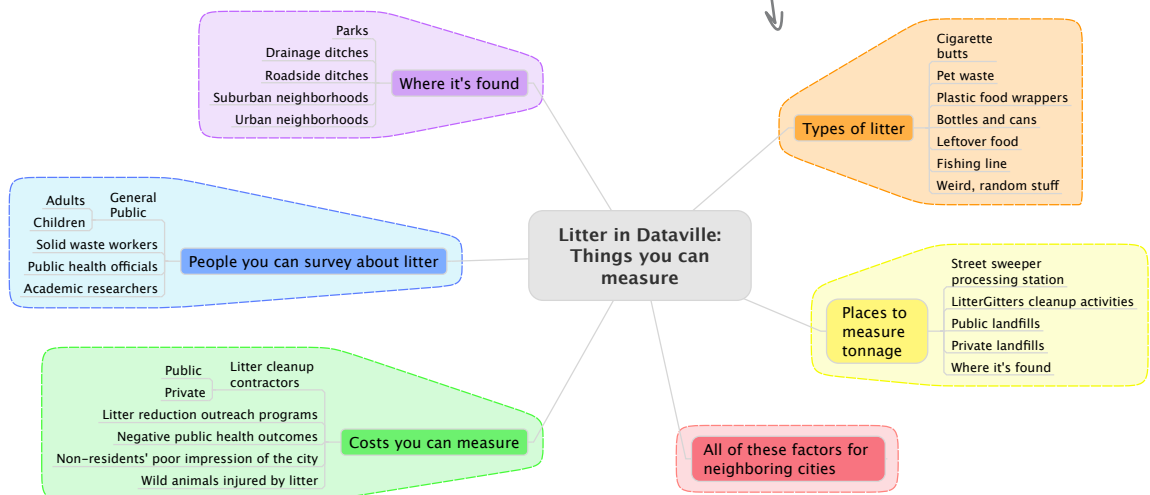 Litter in Dataville:
Things you can
measure
Where it's found
Parks
Drainage ditches
Roadside ditches
Suburban neighborhoods
Urban neighborhoods
Types of litter
Cigarette
butts
Pet waste
Plastic food wrappers
Bottles and cans
Leftover food
Fishing line
Weird, random stuff
People you can survey about litter
General
Public
Adults
Children
Solid waste workers
Public health officials
Academic researchers
Places to
measure
tonnage
Street sweeper
processing station
LitterGitters cleanup activities
Public landfills
Private landfills
Where it's found
Costs you can measure
Litter cleanup
contractors
Public
Private
Litter reduction outreach programs
Negative public health outcomes
Non-residents' poor impression of the city
Wild animals injured by litter
All of these factors for
neighboring cities